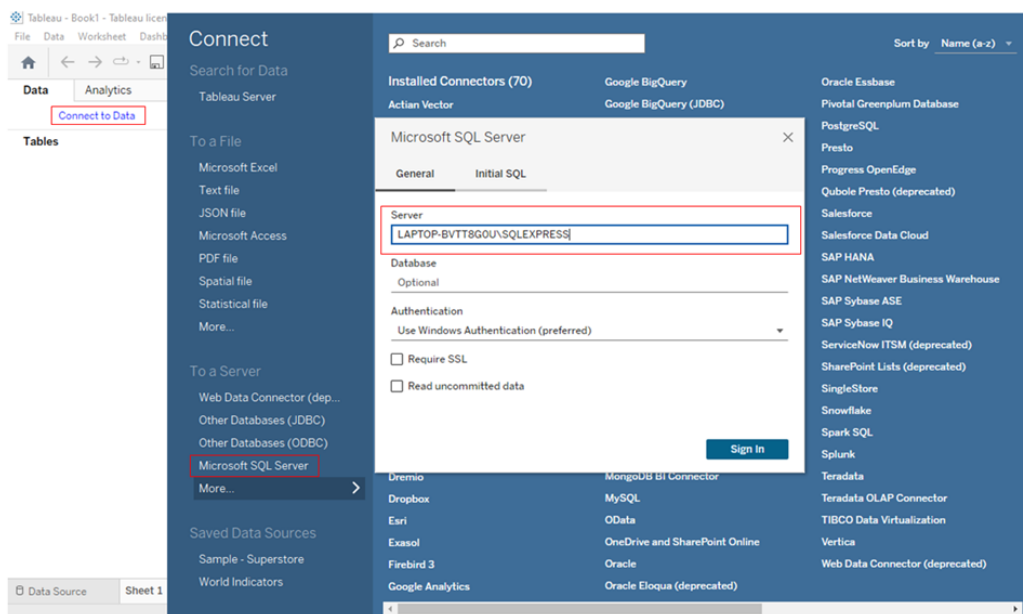 Tableau - Book1 - Tableau licen
File Data Worksheet Dashb
Data Analytics
Connect to Data
Tables
Data Source Sheet 1
Connect
Search for Data
Tableau Server
To a File
Microsoft Excel
Text file
JSON file
Microsoft Access
PDF file
Spatial file
Statistical file
More...
To a Server
Web Data Connector (dep...
Other Databases (JDBC)
Other Databases (ODBC)
Microsoft SQL Server
More...
Saved Data Sources
Sample - Superstore
World Indicators
Search
Sort by Name (a-z)
Installed Connectors (70)
Actian Vector
Google BigQuery
Google BigQuery (JDBC)
Microsoft SQL Server
General Initial SQL
Server
LAPTOP-BVTT8G0U\SQLEXPRESS
Database
Optional
Authentication
Use Windows Authentication (preferred)
Require SSL
Read uncommitted data
Sign In
Dremio
Dropbox
Esri
Exasol
Firebird 3
Google Analytics
MongoDB BI Connector
MySQL
OData
OneDrive and SharePoint Online
Oracle
Oracle Eloqua (deprecated)
Oracle Essbase
Pivotal Greenplum Database
PostgreSQL
Presto
Progress OpenEdge
Qubole Presto (deprecated)
Salesforce
Salesforce Data Cloud
SAP HANA
SAP NetWeaver Business Warehouse
SAP Sybase ASE
SAP Sybase IQ
ServiceNow ITSM (deprecated)
SharePoint Lists (deprecated)
SingleStore
Snowflake
Spark SQL
Splunk
Teradata
Teradata OLAP Connector
TIBCO Data Virtualization
Vertica
Web Data Connector (deprecated)